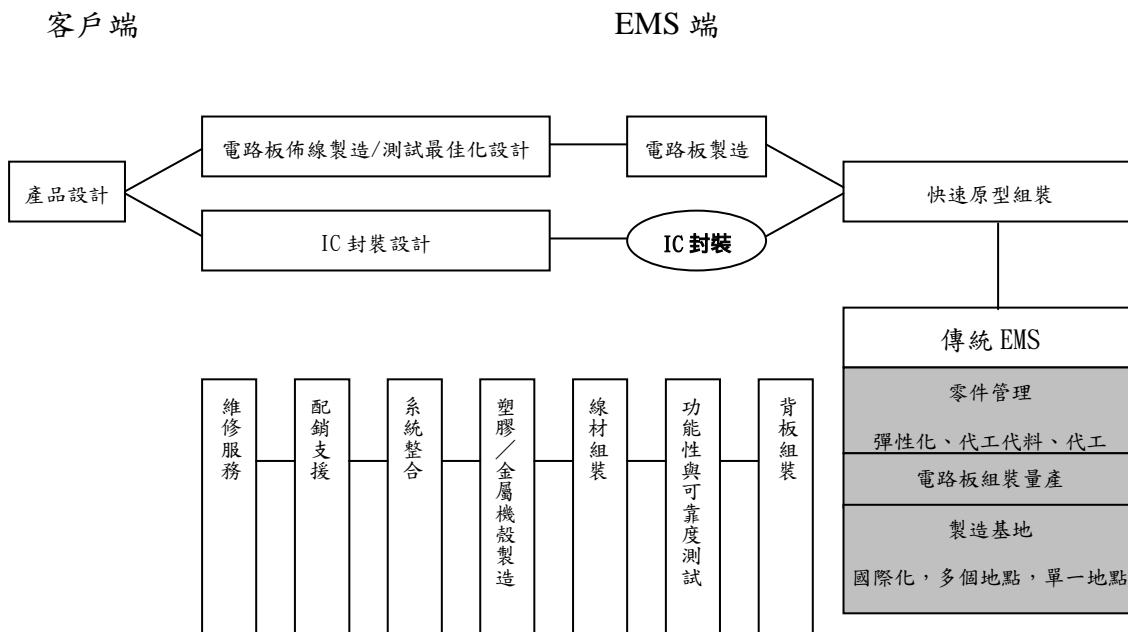 客戶端
EMS 端
電路板佈線製造/測試最佳化設計
電路板製造
產品設計
快速原型組裝
IC 封裝設計
IC 封裝
傳統 EMS
零件管理
彈性化、代工代料、代工
電路板組裝量產
製造基地
國際化，多個地點，單一地點
維修服務
配銷支援
系統整合
塑膠／金屬機殼製造
線材組裝
功能性與可靠度測試
背板組裝